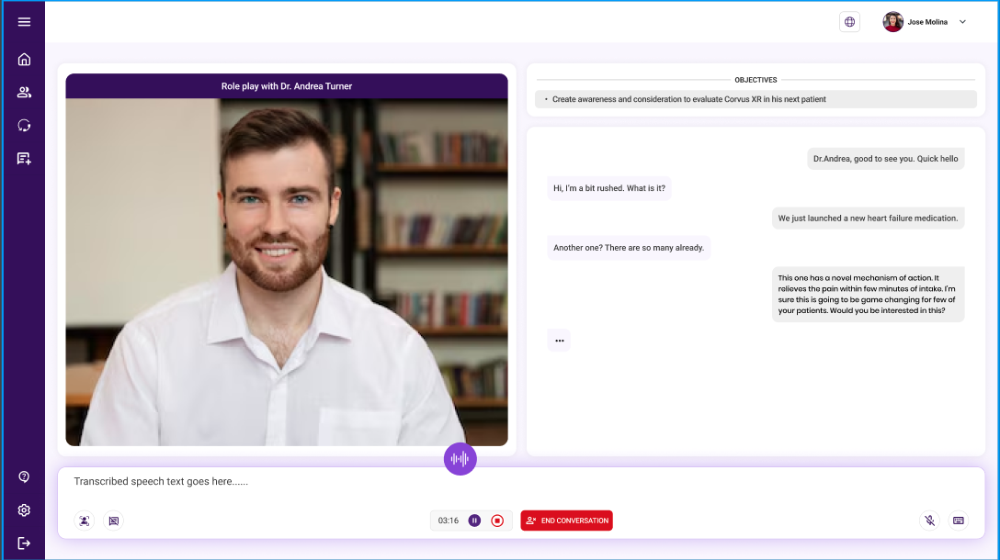 Jose Molina
Role play with Dr. Andrea Turner
OBJECTIVES
• Create awareness and consideration to evaluate Corvus XR in his next patient
Dr.Andrea, good to see you. Quick hello
Hi, I'm a bit rushed. What is it?
We just launched a new heart failure medication.
Another one? There are so many already.
This one has a novel mechanism of action. It
relieves the pain within few minutes of intake. I'm
sure this is going to be game changing for few of
your patients. Would you be interested in this?
...
Transcribed speech text goes here......
03:16
END CONVERSATION